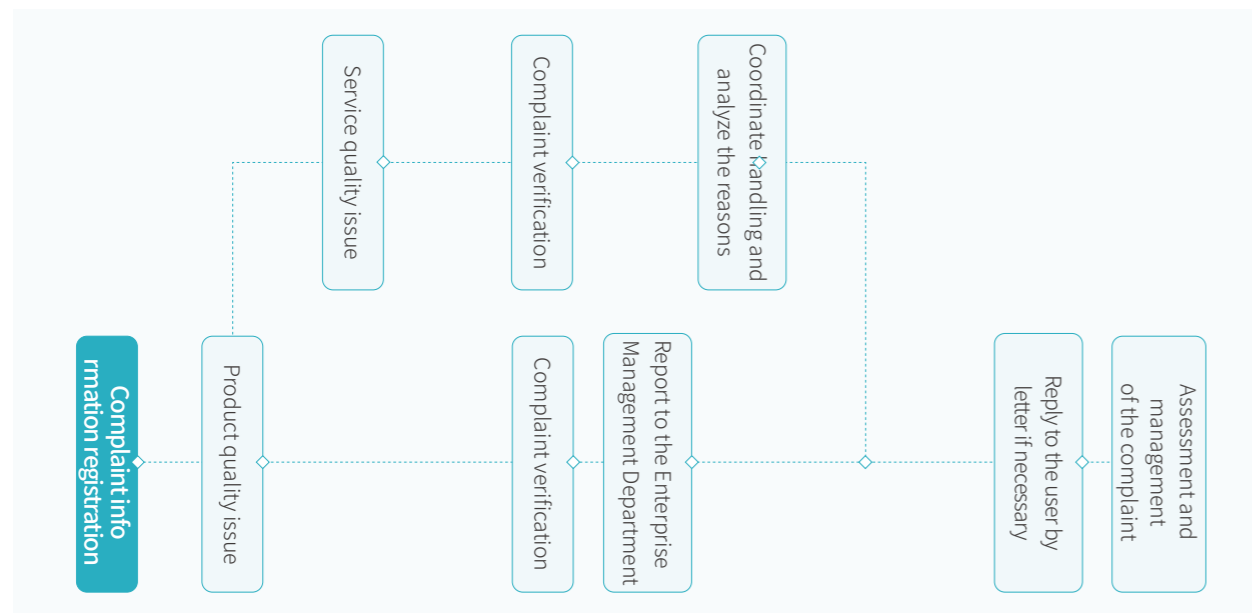 Complaint info
rmation registration
Product quality issue
Service quality issue
Complaint verification
Coordinate handling and
analyze the reasons
Complaint verification
Report to the Enterprise
Management Department
Reply to the user by
letter if necessary
Assessment and
management
of the complaint